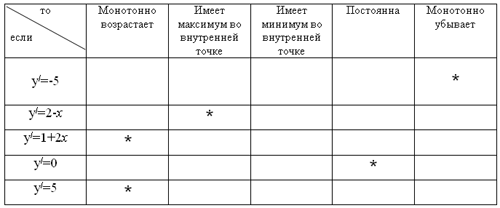 то
если
Монотонно возрастает
Имеет максимум во внутренней точке
Имеет минимум во внутренней точке
Постоянна
Монотонно убывает
y/=-5 *
y/=2-x *
y/=1+2x *
y/=0 *
y/=5 *